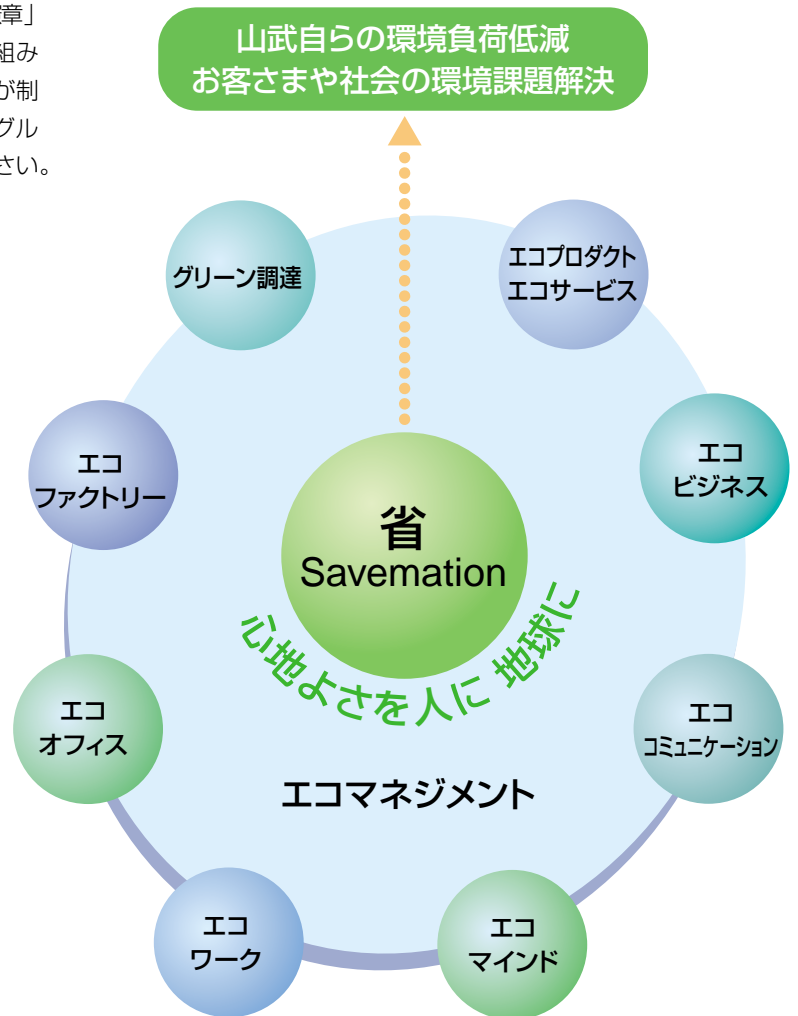 章」
組み
が制
グル
さい。
山武自らの環境負荷低減
お客さまや社会の環境課題解決
グリーン調達
エコプロダクト
エコサービス
エコ
ファクトリー
エコ
ビジネス
省
Savemation
心地よさを人に 地球に
エコ
オフィス
エコ
コミュニケーション
エコマネジメント
エコ
ワーク
エコ
マインド